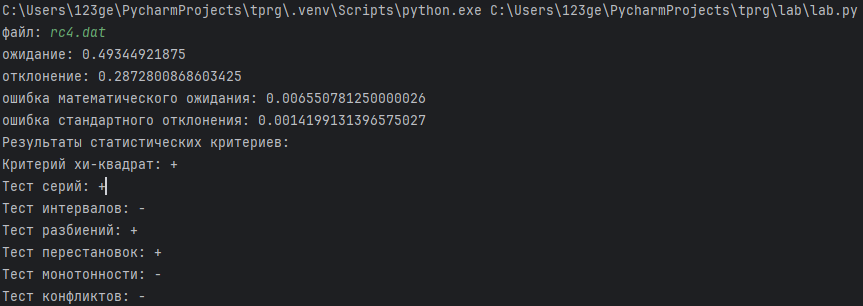 C:\Users\123ge\PycharmProjects\tprg\.venv\Scripts\python.exe C:\Users\123ge\PycharmProjects\tprg\lab\lab.py
файл: rc4.dat
ожидание: 0.49344921875
отклонение: 0.2872800868603425
ошибка математического ожидания: 0.006550781250000026
ошибка стандартного отклонения: 0.0014199131396575027
Результаты статистических критериев:
Критерий хи-квадрат: +
Тест серий: +
Тест интервалов: -
Тест разбиений: +
Тест перестановок: +
Тест монотонности: -
Тест конфликтов: -